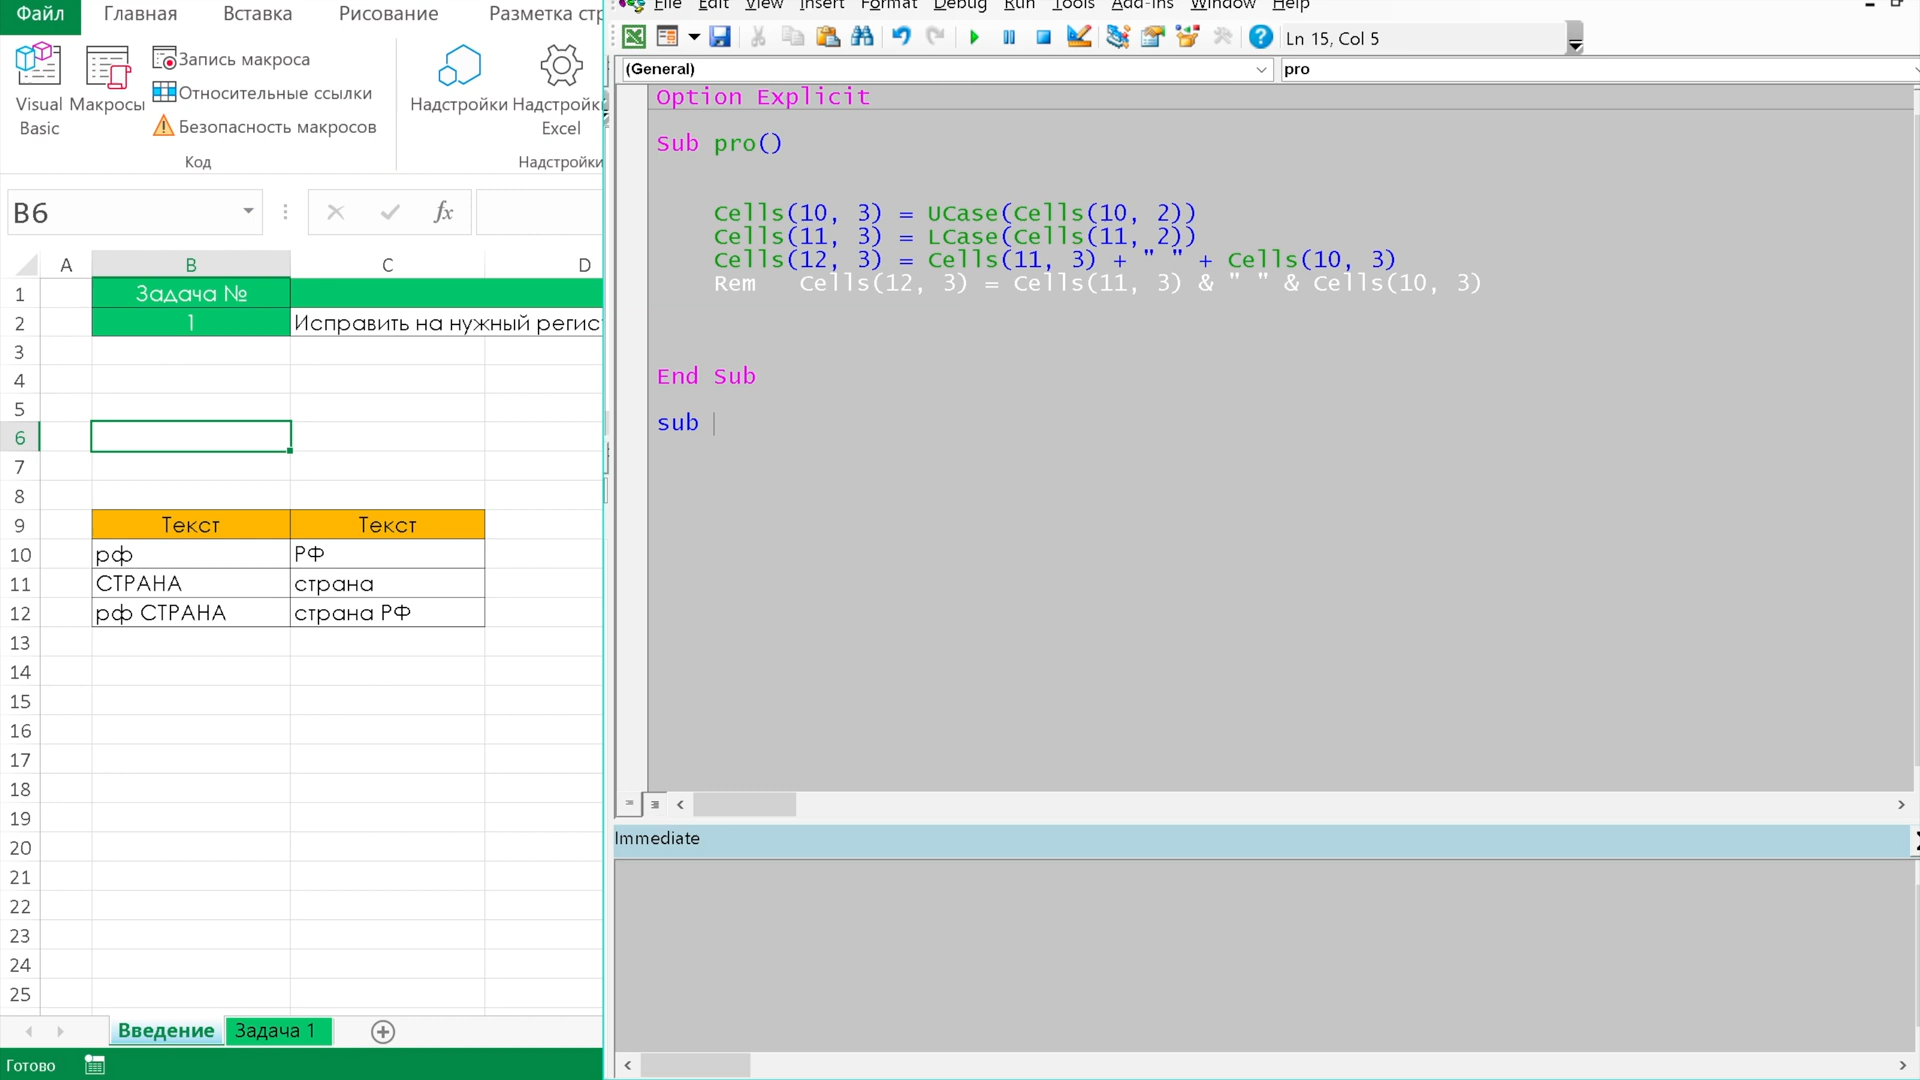 Файл Главная Вставка Рисование Разметка
Visual Basic
Макросы
Запись макроса
Относительные ссылки
Безопасность макросов
Код
Надстройки
Надстройки Excel
Надстройки
B6
fx
A B C D
1 Задача №
2 1 Исправить на нужный
3
4
5
6
7
8
9 Текст Текст
10 рф РФ
11 СТРАНА страна
12 рф СТРАНА страна РФ
13
14
15
16
17
18
19
20
21
22
23
24
25
Введение Задача 1
Готово
File Edit View Insert Format Debug Run Tools Add-Ins Window Help
Ln 15, Col 5
(General) pro
Option Explicit
Sub pro()
Cells(10, 3) = UCase(Cells(10, 2))
Cells(11, 3) = LCase(Cells(11, 2))
Cells(12, 3) = Cells(11, 3) + " " + Cells(10, 3)
Rem Cells(12, 3) = Cells(11, 3) & " " & Cells(10, 3)
End Sub
sub
Immediate